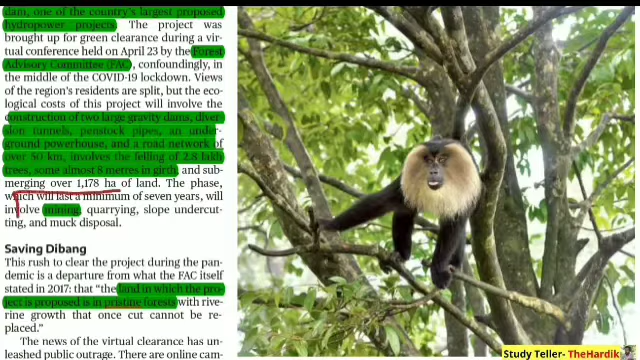 dam, one of the country's largest proposed
hydropower projects. The project was
brought up for green clearance during a vir-
tual conference held on April 23 by the Forest
Advisory Committee (FAC), confoundingly, in
the middle of the COVID-19 lockdown. Views
of the region's residents are split, but the eco-
logical costs of this project will involve the
construction of two large gravity dams, diver-
sion tunnels, penstock pipes, an under-
ground powerhouse, and a road network of
over 50 km, involves the felling of 2.8 lakh
trees, some almost 8 metres in girth, and sub-
merging over 1,178 ha of land. The phase,
which will last a minimum of seven years, will
involve mining, quarrying, slope undercut-
ting, and muck disposal.
Saving Dibang
This rush to clear the project during the pan-
demic is a departure from what the FAC itself
stated in 2017: that "the land in which the pro-
ject is proposed is in pristine forests with rive-
rine growth that once cut cannot be re-
placed."
The news of the virtual clearance has un-
leashed public outrage. There are online cam-
Study Teller- TheHardik